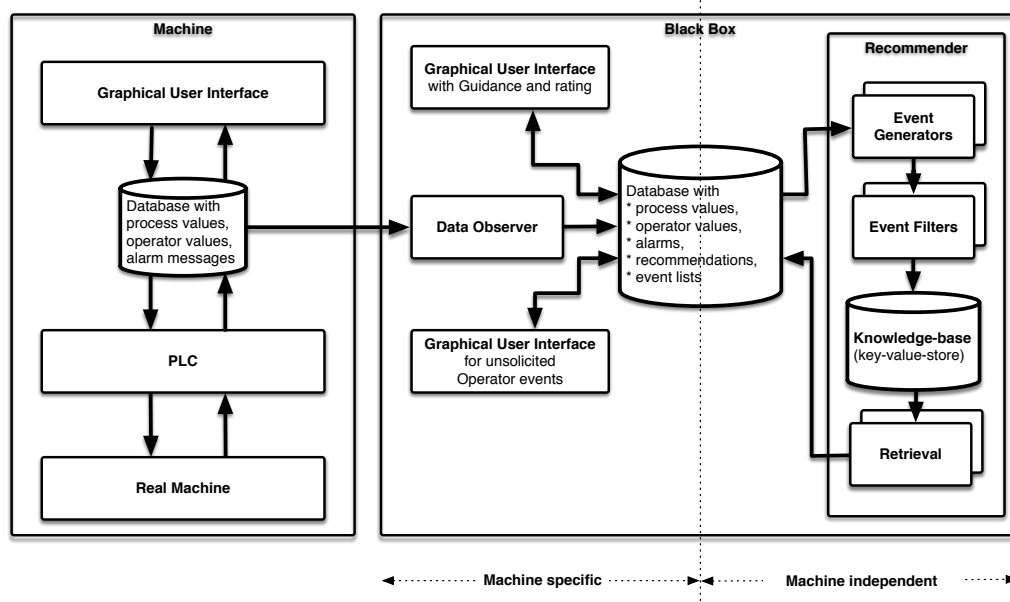 Machine
Graphical User Interface
Database with
process values,
operator values,
alarm messages
PLC
Real Machine
Black Box
Graphical User Interface
with Guidance and rating
Data Observer
Graphical User Interface
for unsolicited
Operator events
Database with
* process values,
* operator values,
* alarms,
* recommendations,
* event lists
Recommender
Event
Generators
Event Filters
Knowledge-base
(key-value-store)
Retrieval
Machine specific
Machine independent